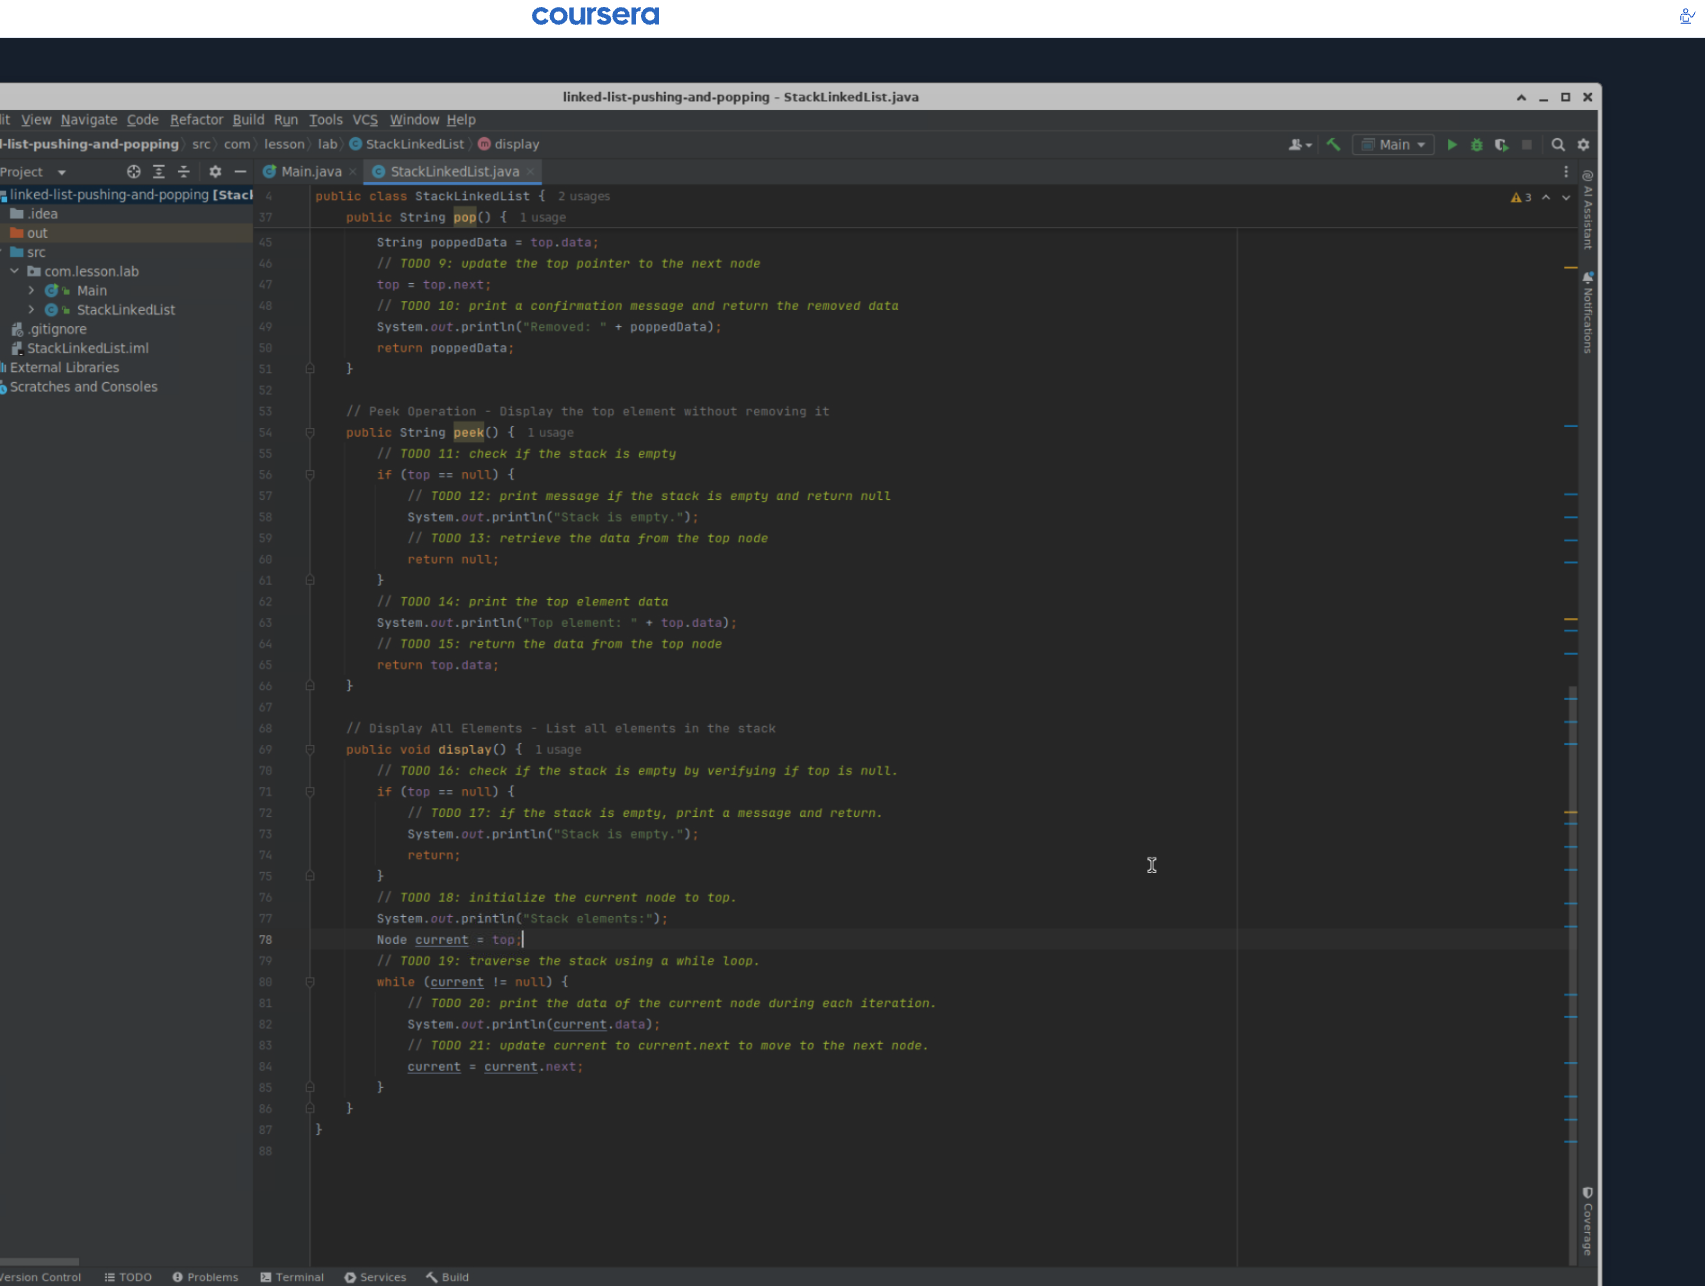 coursera
linked-list-pushing-and-popping – StackLinkedList.java
it View Navigate Code Refactor Build Run Tools VCS Window Help
l-list-pushing-and-popping src com lesson lab StackLinkedList display
Main
Project
Main.java StackLinkedList.java
linked-list-pushing-and-popping [Stack
.idea
out
src
com.lesson.lab
Main
StackLinkedList
.gitignore
StackLinkedList.iml
External Libraries
Scratches and Consoles
4 public class StackLinkedList { 2 usages
3
37 public String pop() { 1 usage
45 String poppedData = top.data;
46 // TODO 9: update the top pointer to the next node
47 top = top.next;
48 // TODO 10: print a confirmation message and return the removed data
49 System.out.println("Removed: " + poppedData);
50 return poppedData;
51 }
52
53 // Peek Operation - Display the top element without removing it
54 public String peek() { 1 usage
55 // TODO 11: check if the stack is empty
56 if (top == null) {
57 // TODO 12: print message if the stack is empty and return null
58 System.out.println("Stack is empty.");
59 // TODO 13: retrieve the data from the top node
60 return null;
61 }
62 // TODO 14: print the top element data
63 System.out.println("Top element: " + top.data);
64 // TODO 15: return the data from the top node
65 return top.data;
66 }
67
68 // Display All Elements - List all elements in the stack
69 public void display() { 1 usage
70 // TODO 16: check if the stack is empty by verifying if top is null.
71 if (top == null) {
72 // TODO 17: if the stack is empty, print a message and return.
73 System.out.println("Stack is empty.");
74 return;
75 }
76 // TODO 18: initialize the current node to top.
77 System.out.println("Stack elements:");
78 Node current = top;
79 // TODO 19: traverse the stack using a while loop.
80 while (current != null) {
81 // TODO 20: print the data of the current node during each iteration.
82 System.out.println(current.data);
83 // TODO 21: update current to current.next to move to the next node.
84 current = current.next;
85 }
86 }
87 }
88
AI Assistant
Notifications
Coverage
Version Control TODO Problems Terminal Services Build